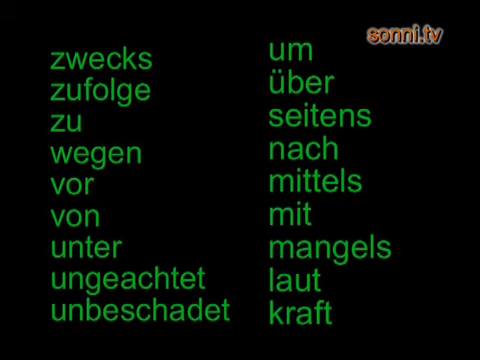 sonni.tv
zwecks
zufolge
zu
wegen
vor
von
unter
ungeachtet
unbeschadet
um
über
seitens
nach
mittels
mit
mangels
laut
kraft